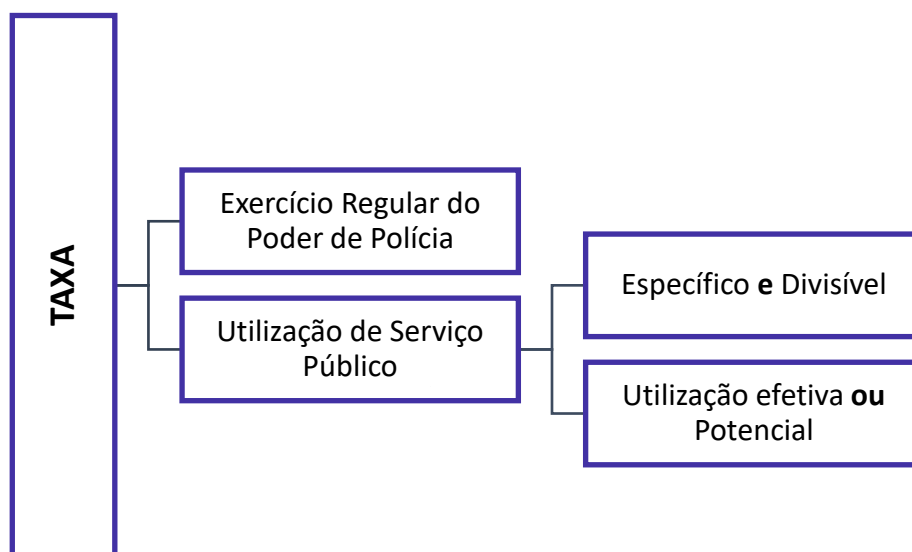 TAXA
Exercício Regular do
Poder de Polícia
Utilização de Serviço
Público
Específico e Divisível
Utilização efetiva ou
Potencial